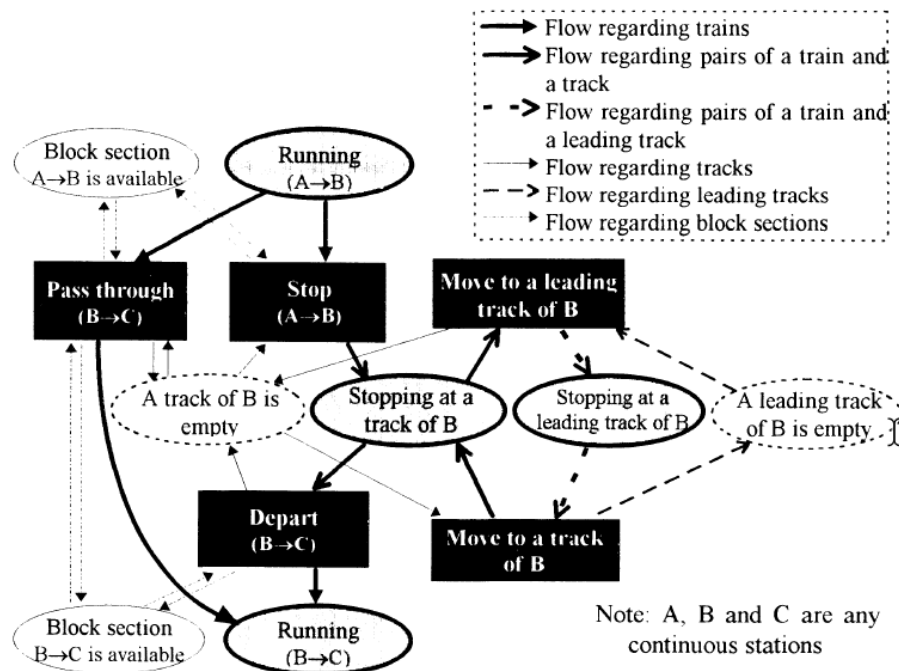 Flow regarding trains
Flow regarding pairs of a train and
a track
Flow regarding pairs of a train and
a leading track
Flow regarding tracks
Flow regarding leading tracks
Flow regarding block sections
Block section
A→B is available
Running
(A→B)
Pass through
(B→C)
Stop
(A→B)
Move to a leading
track of B
A track of B is
empty
Stopping at a
track of B
Stopping at a
leading track of B
A leading track
of B is empty
Depart
(B→C)
Move to a track
of B
Block section
B→C is available
Running
(B→C)
Note: A, B and C are any
continuous stations